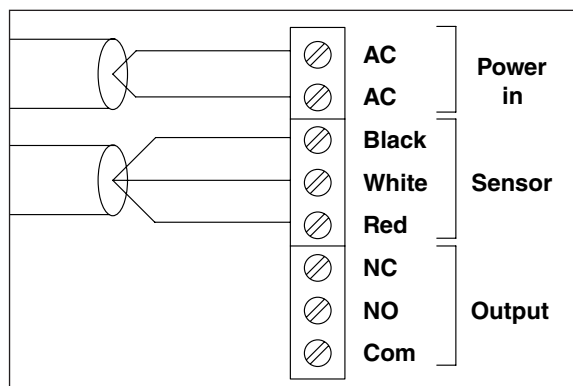 AC
AC
Power
in
Black
White
Red
Sensor
NC
NO
Com
Output